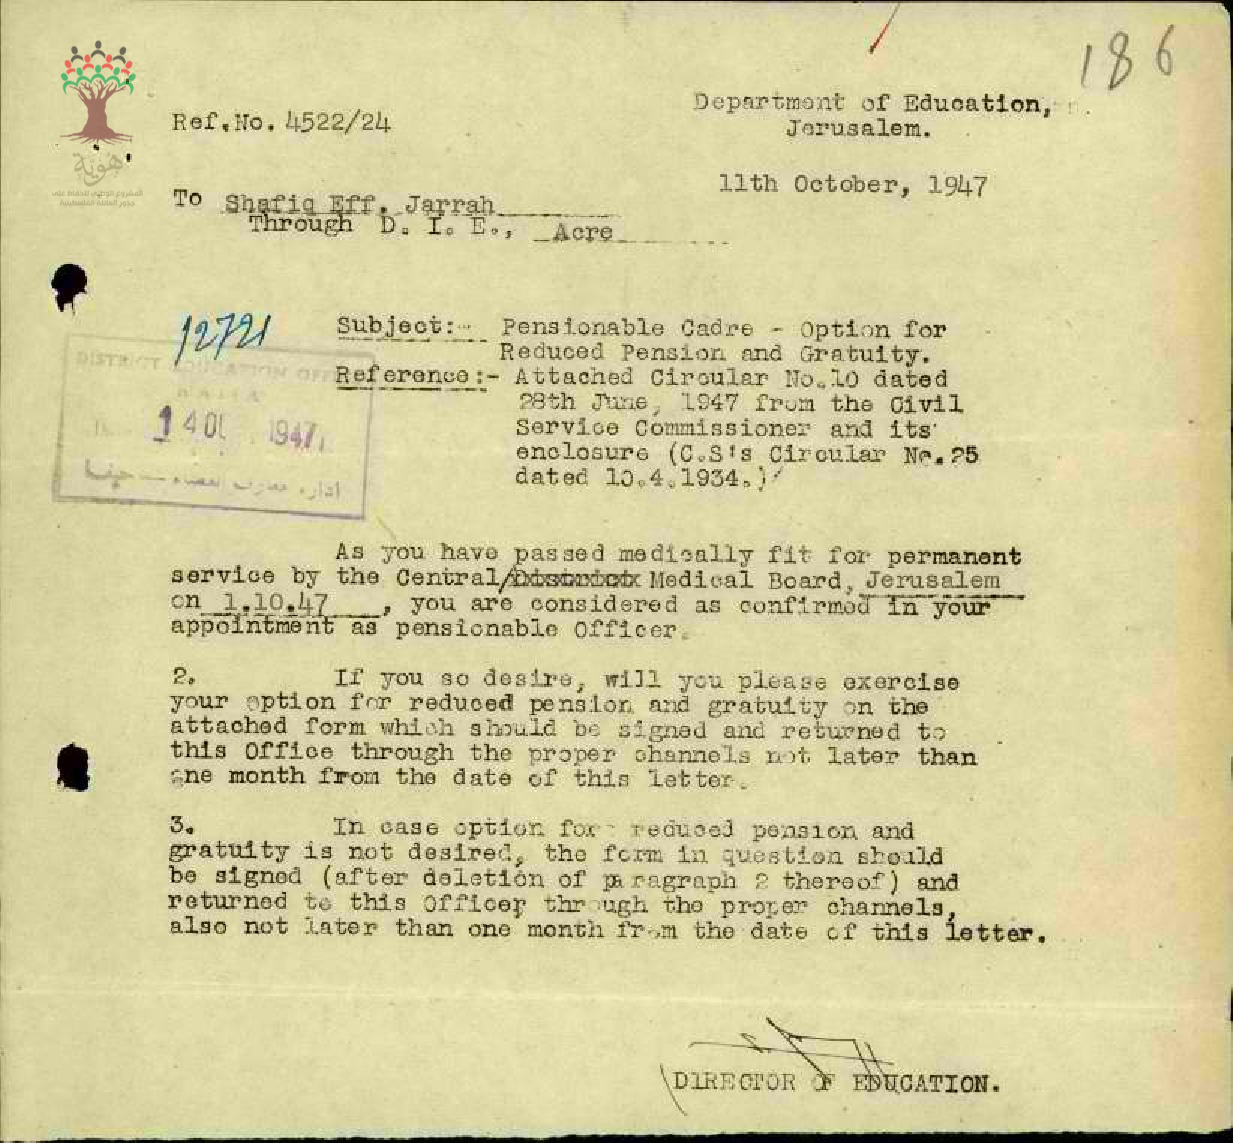 186
Department of Education,
Jerusalem.
Ref.No. 4522/24
11th October, 1947
هوية
To Shafiq Eff. Jarrah
Through D. I. E., Acre
12721
Subject:- Pensionable Cadre - Option for
Reduced Pension and Gratuity.
Reference:- Attached Circular No.10 dated
28th June, 1947 from the Civil
Service Commissioner and its
enclosure (C.S's Circular No.25
dated 10.4.1934.)
DISTRICT EDUCATION OFFICE
HAIFA
14 OC 1947
ادارة معارف لقضاء حيفا
As you have passed medically fit for permanent
service by the Central/ Medical Board, Jerusalem
on 1.10.47, you are considered as confirmed in your
appointment as pensionable Officer.
2. If you so desire, will you please exercise
your option for reduced pension and gratuity on the
attached form which should be signed and returned to
this Office through the proper channels not later than
one month from the date of this letter.
3. In case option for reduced pension and
gratuity is not desired, the form in question should
be signed (after deletion of paragraph 2 thereof) and
returned to this Officer through the proper channels,
also not later than one month from the date of this letter.
DIRECTOR OF EDUCATION.